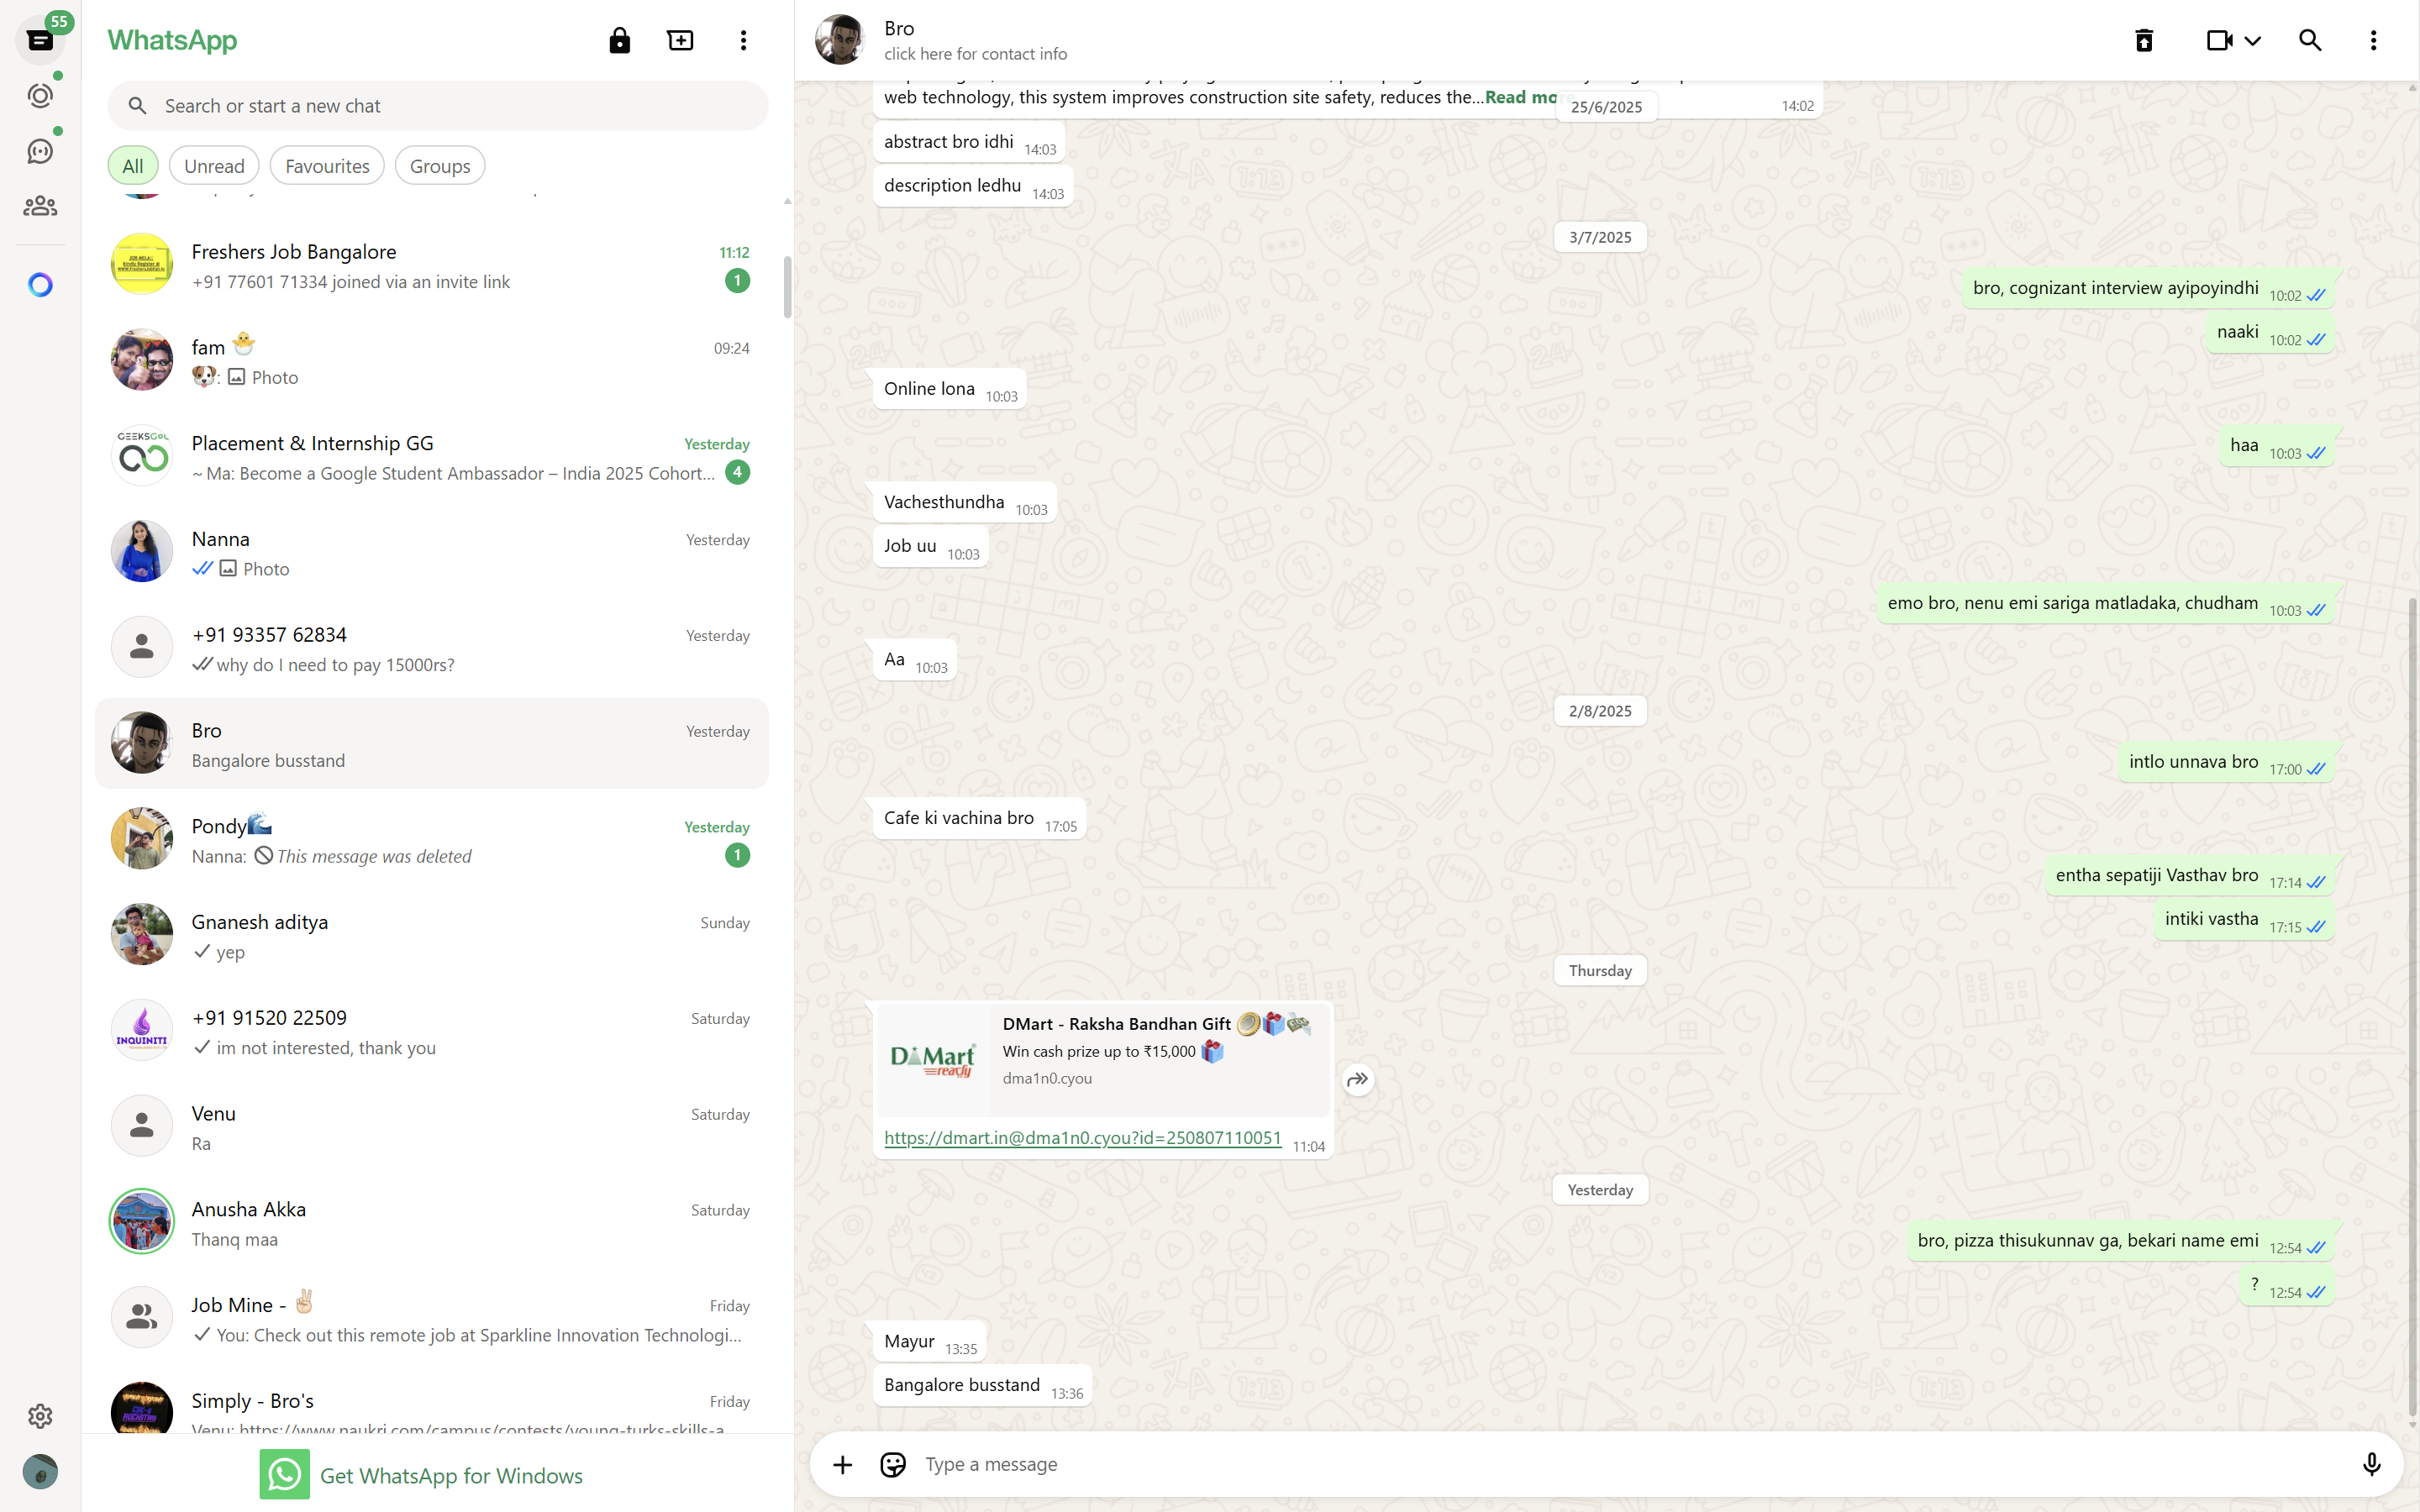 55
WhatsApp
Search or start a new chat
All
Unread
Favourites
Groups
Freshers Job Bangalore
11:12
+91 77601 71334 joined via an invite link
1
fam 🐣
09:24
🐶: Photo
GEEKSGOL
Placement & Internship GG
Yesterday
~ Ma: Become a Google Student Ambassador – India 2025 Cohort...
4
Nanna
Yesterday
Photo
+91 93357 62834
Yesterday
why do I need to pay 15000rs?
Bro
Yesterday
Bangalore busstand
Pondy🌊
Yesterday
Nanna: 🚫 This message was deleted
1
Gnanesh aditya
Sunday
yep
INQUINITI
+91 91520 22509
Saturday
im not interested, thank you
Venu
Saturday
Ra
Anusha Akka
Saturday
Thanq maa
Job Mine - ✌🏻
Friday
You: Check out this remote job at Sparkline Innovation Technologi...
Simply - Bro's
Friday
Venu: https://www.naukri.com/campus/contests/young-turks-skills-a
Get WhatsApp for Windows
Bro
click here for contact info
web technology, this system improves construction site safety, reduces the...Read mo
14:02
25/6/2025
abstract bro idhi 14:03
description ledhu 14:03
3/7/2025
bro, cognizant interview ayipoyindhi 10:02
naaki 10:02
Online lona 10:03
haa 10:03
Vachesthundha 10:03
Job uu 10:03
emo bro, nenu emi sariga matladaka, chudham 10:03
Aa 10:03
2/8/2025
intlo unnava bro 17:00
Cafe ki vachina bro 17:05
entha sepatiji Vasthav bro 17:14
intiki vastha 17:15
Thursday
DMart ready
DMart - Raksha Bandhan Gift 🪙🎁💸
Win cash prize up to ₹15,000 🎁
dma1n0.cyou
https://dmart.in@dma1n0.cyou?id=250807110051 11:04
Yesterday
bro, pizza thisukunnav ga, bekari name emi 12:54
? 12:54
Mayur 13:35
Bangalore busstand 13:36
Type a message